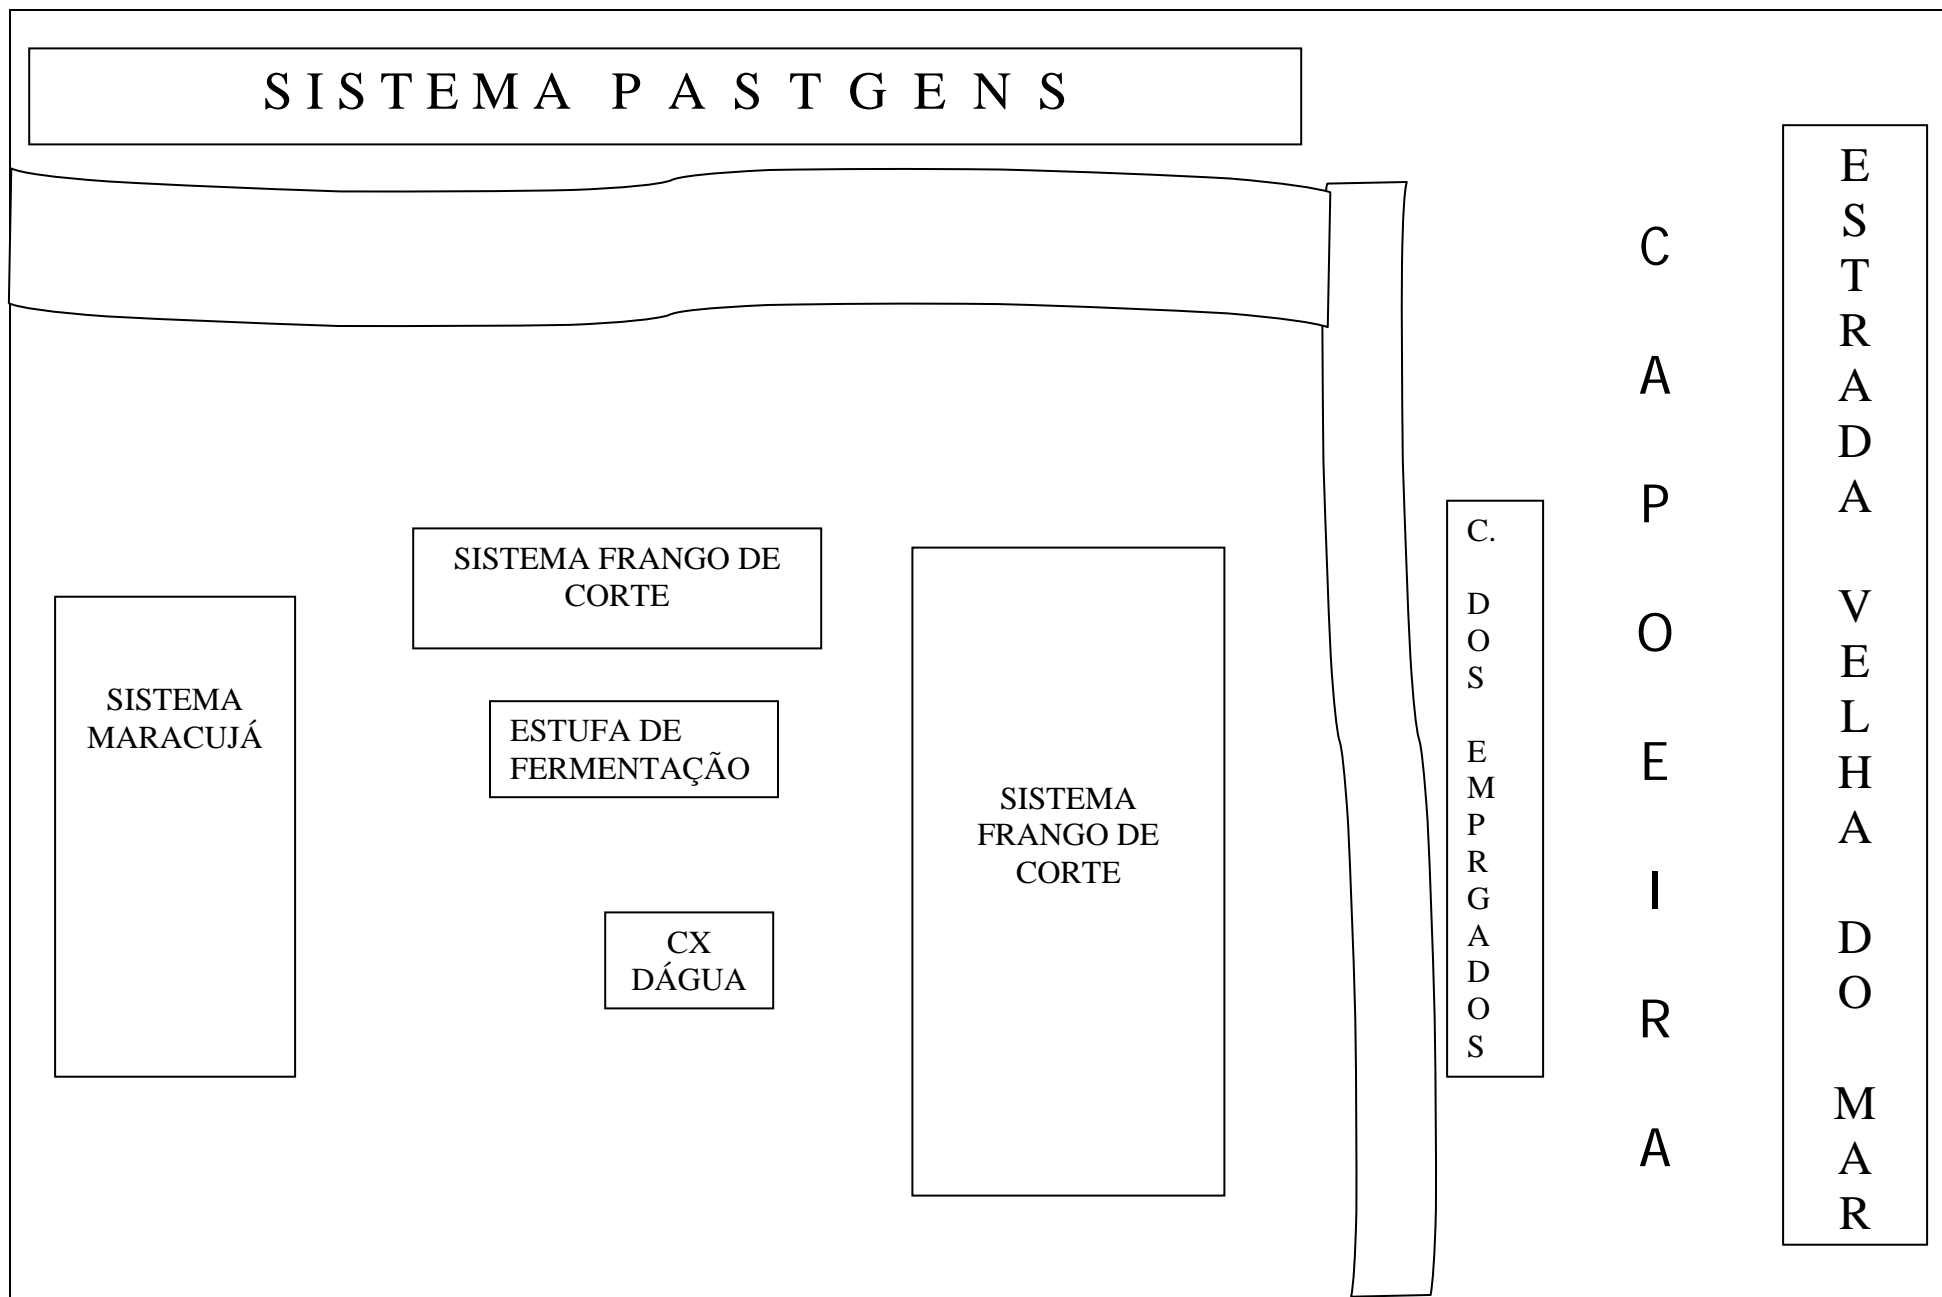 SISTEMA PASTGENS
SISTEMA FRANGO DE
CORTE
SISTEMA
MARACUJÁ
ESTUFA DE
FERMENTAÇÃO
CX
DÁGUA
SISTEMA
FRANGO DE
CORTE
C. DOS EMPRGADOS
CAPOEIRA
ESTRADA VELHA DO MAR